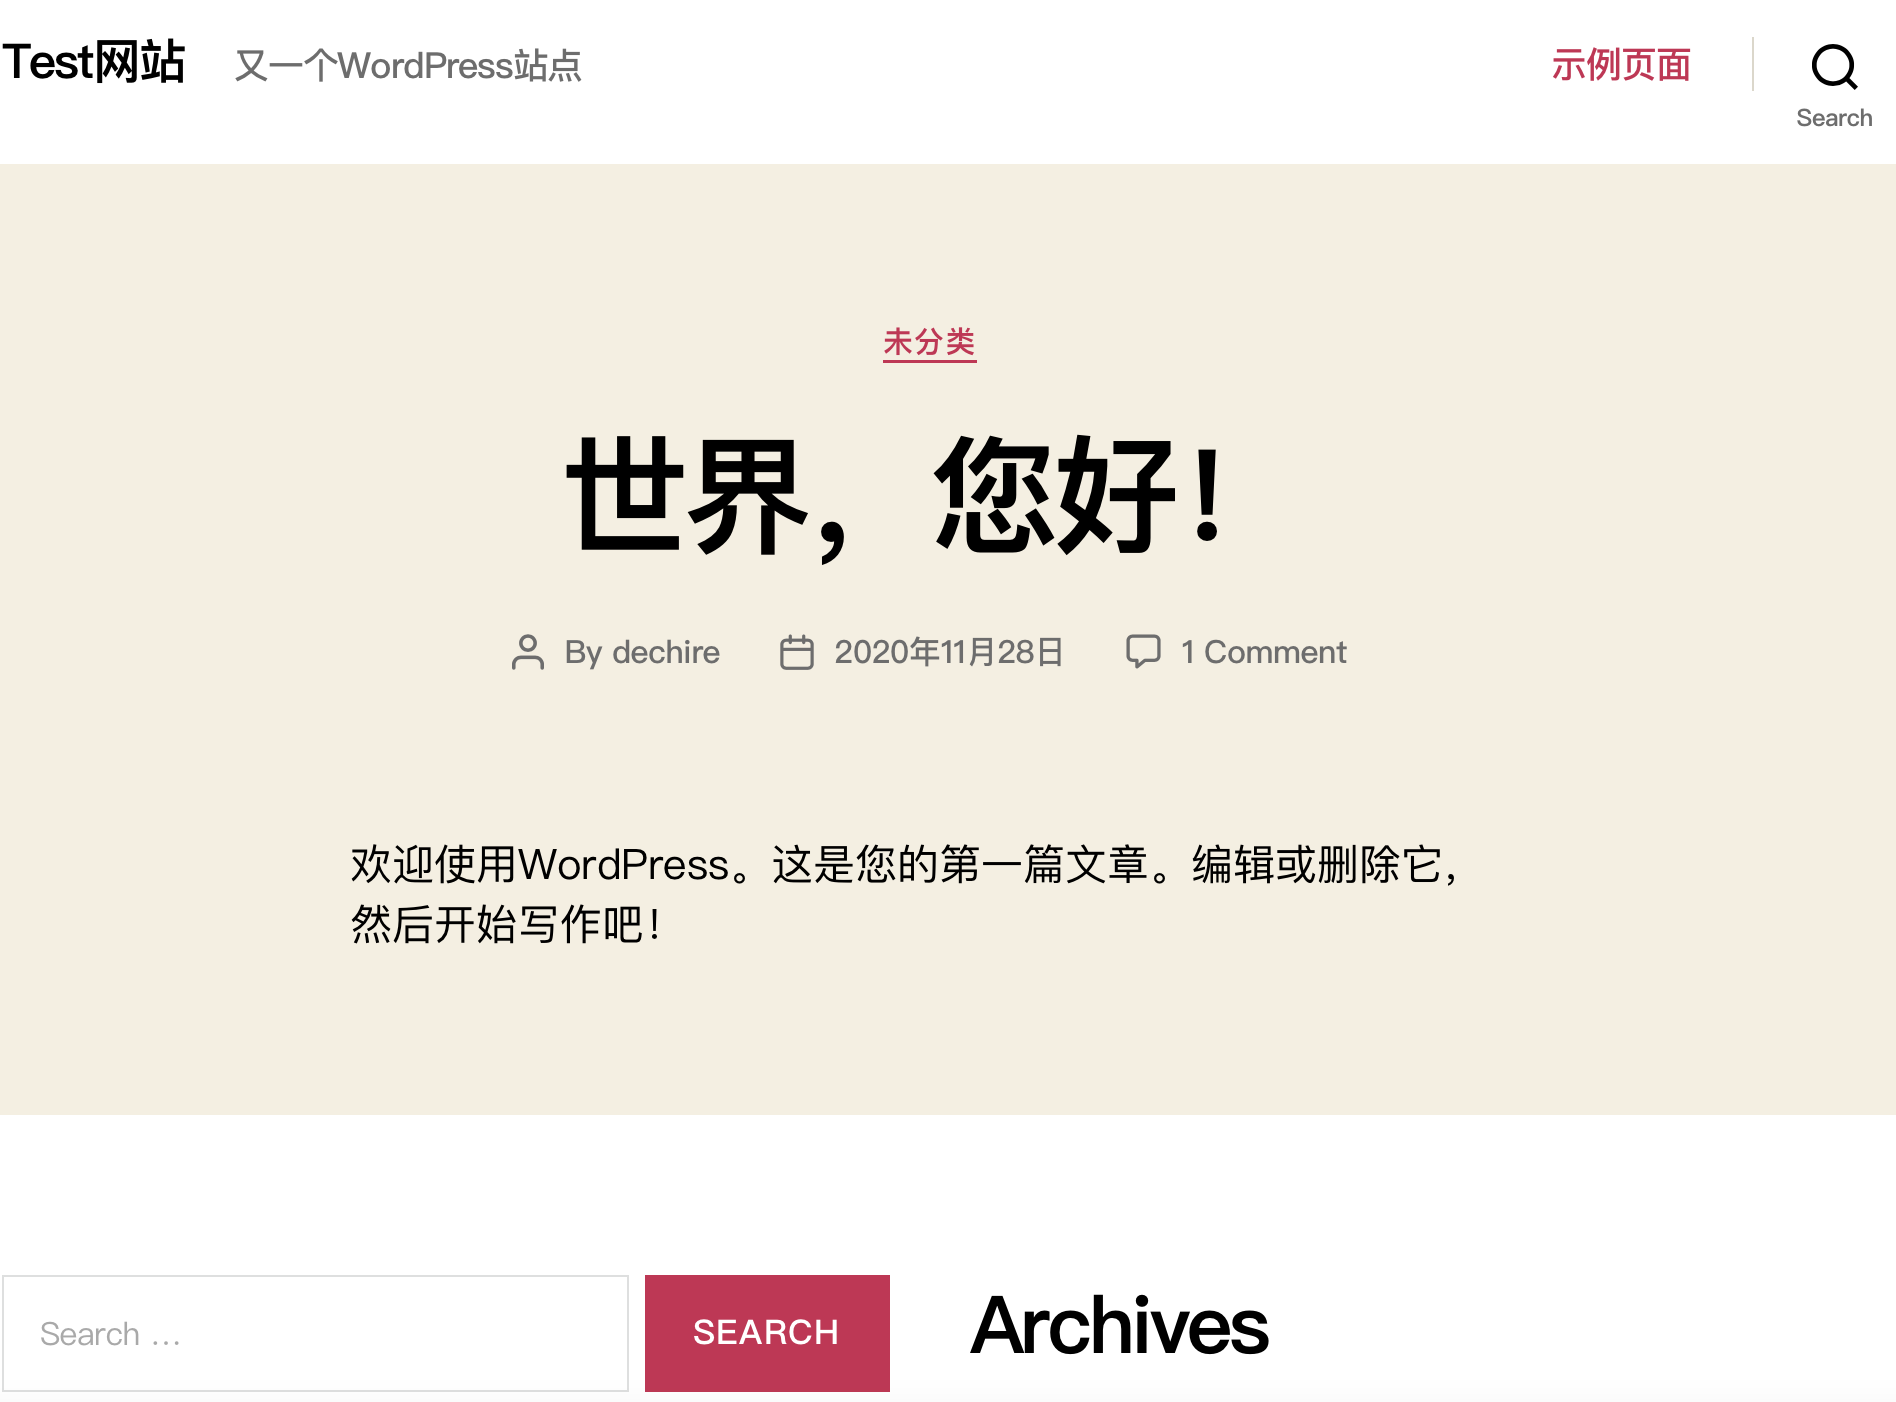 Test网站 又一个WordPress站点 示例页面
Search
未分类
世界，您好！
By dechire 2020年11月28日 1 Comment
欢迎使用WordPress。这是您的第一篇文章。编辑或删除它，
然后开始写作吧！
Search … SEARCH Archives